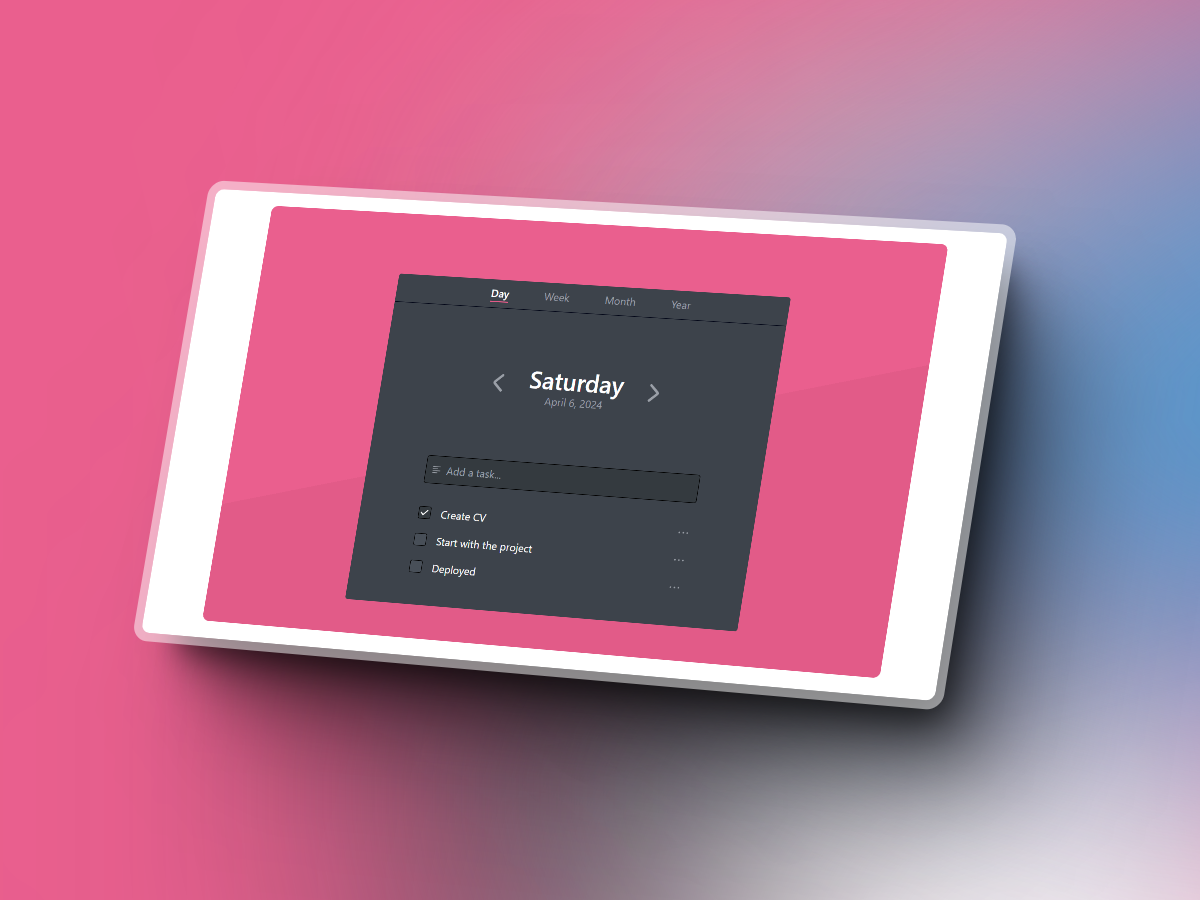 Day Week Month Year
Saturday
April 6, 2024
Add a task...
Create CV
...
Start with the project
...
Deployed
...